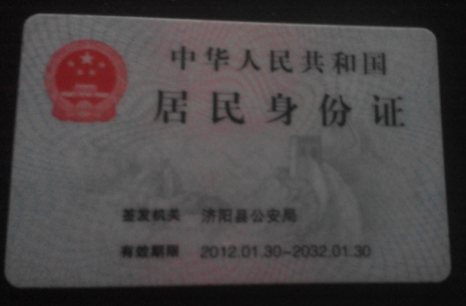 中华人民共和国
居民身份证
签发机关 济阳县公安局
有效期限 2012.01.30-2032.01.30